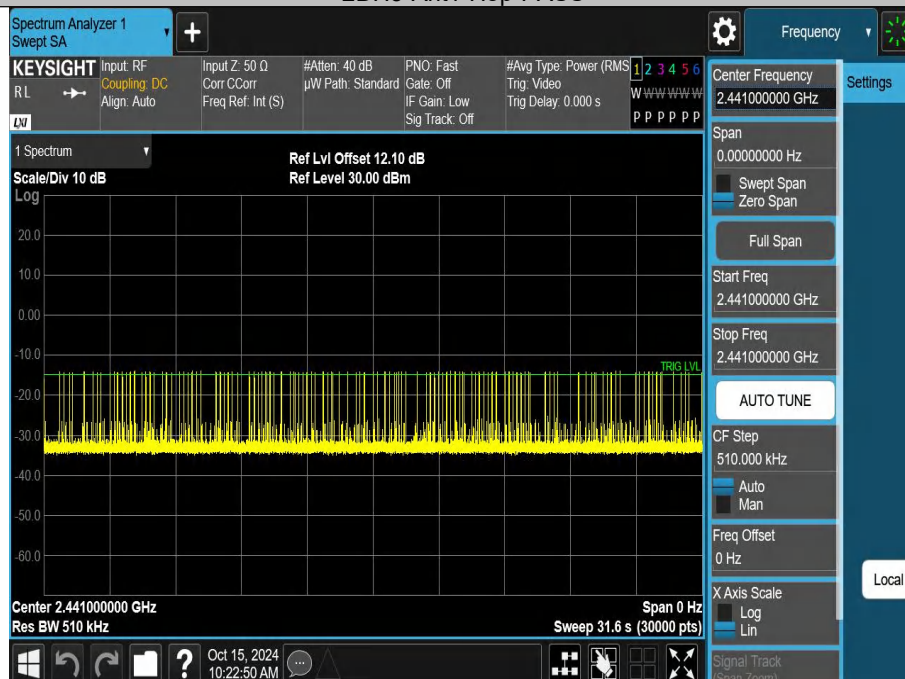 Spectrum Analyzer 1
Swept SA
Frequency
KEYSIGHT
RL
LXI
Input: RF
Coupling: DC
Align: Auto
Input Z: 50 Ω
Corr CCorr
Freq Ref: Int (S)
#Atten: 40 dB
µW Path: Standard
PNO: Fast
Gate: Off
IF Gain: Low
Sig Track: Off
#Avg Type: Power (RMS
Trig: Video
Trig Delay: 0.000 s
1 2 3 4 5 6
W W W W W W
P P P P P P
Center Frequency
2.441000000 GHz
Settings
Span
0.00000000 Hz
Swept Span
Zero Span
Full Span
Start Freq
2.441000000 GHz
Stop Freq
2.441000000 GHz
AUTO TUNE
CF Step
510.000 kHz
Auto
Man
Freq Offset
0 Hz
X Axis Scale
Log
Lin
Signal Track
(Span Zoom)
Local
1 Spectrum
Scale/Div 10 dB
Ref Lvl Offset 12.10 dB
Ref Level 30.00 dBm
Log
20.0
10.0
0.00
-10.0
TRIG LVL
-20.0
-30.0
-40.0
-50.0
-60.0
Center 2.441000000 GHz
Span 0 Hz
Res BW 510 kHz
Sweep 31.6 s (30000 pts)
?
Oct 15, 2024
10:22:50 AM